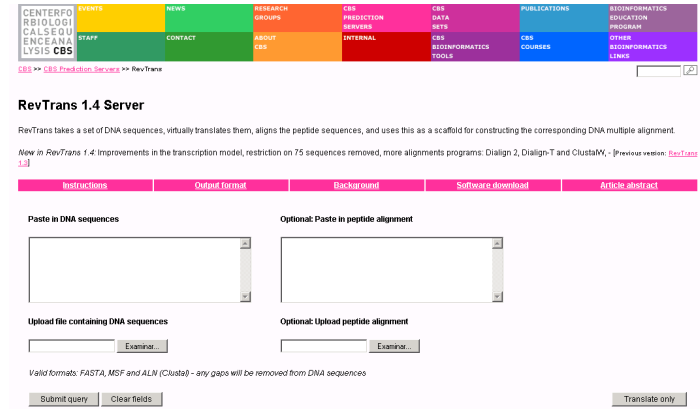 CENTERFO
RBIOLOGI
CALSEQU
ENCEANA
LYSIS CBS
EVENTS
NEWS
RESEARCH
GROUPS
CBS
PREDICTION
SERVERS
CBS
DATA
SETS
PUBLICATIONS
BIOINFORMATICS
EDUCATION
PROGRAM
STAFF
CONTACT
ABOUT
CBS
INTERNAL
CBS
BIOINFORMATICS
TOOLS
CBS
COURSES
OTHER
BIOINFORMATICS
LINKS
CBS >> CBS Prediction Servers >> RevTrans
RevTrans 1.4 Server
RevTrans takes a set of DNA sequences, virtually translates them, aligns the peptide sequences, and uses this as a scaffold for constructing the corresponding DNA multiple alignment.
New in RevTrans 1.4: Improvements in the transcription model, restriction on 75 sequences removed, more alignments programs: Dialign 2, Dialign-T and ClustalW, - [Previous version: RevTrans
1.3]
Instructions Output format Background Software download Article abstract
Paste in DNA sequences Optional: Paste in peptide alignment
Upload file containing DNA sequences Optional: Upload peptide alignment
Examinar... Examinar...
Valid formats: FASTA, MSF and ALN (Clustal) - any gaps will be removed from DNA sequences
Submit query Clear fields Translate only